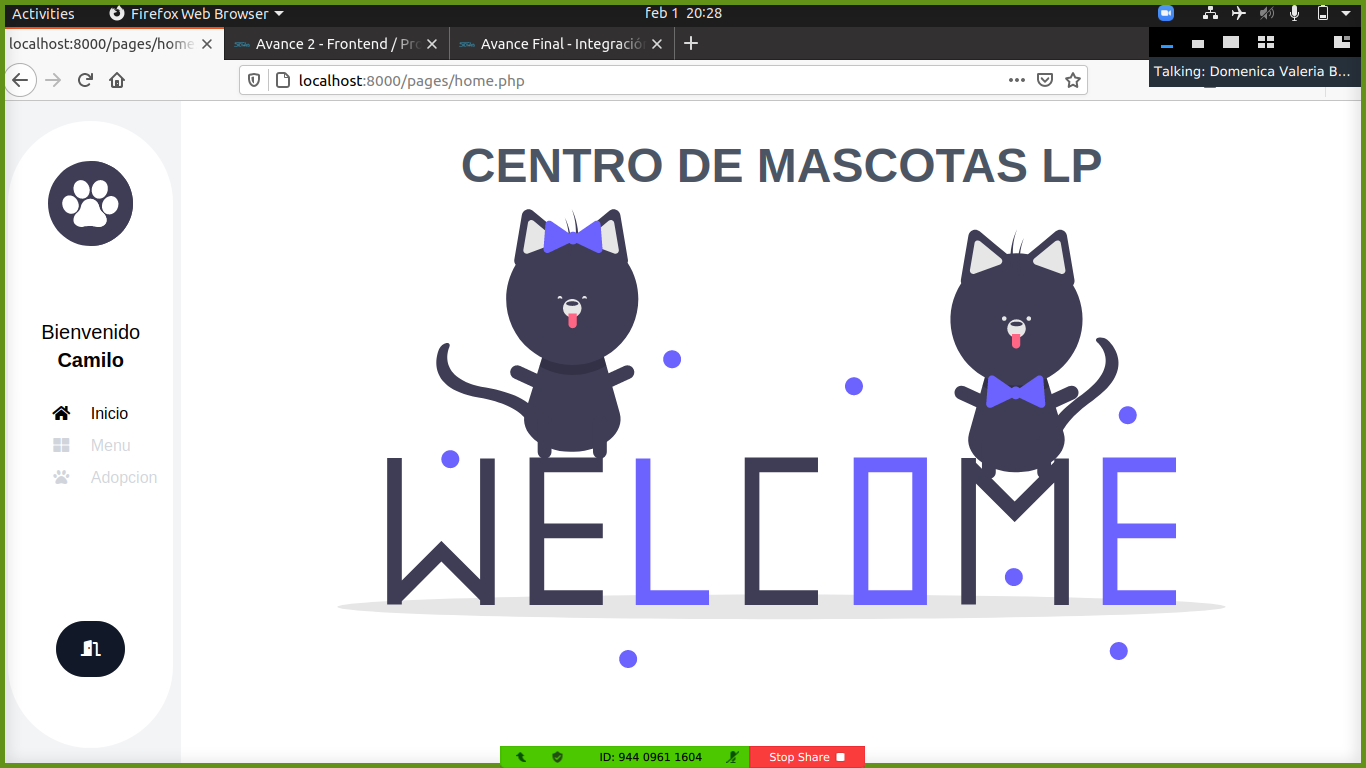 Activities
Firefox Web Browser
feb 1 20:28
localhost:8000/pages/home
Avance 2 - Frontend / Pro
Avance Final - Integració
localhost:8000/pages/home.php
Talking: Domenica Valeria B...
CENTRO DE MASCOTAS LP
Bienvenido
Camilo
Inicio
Menu
Adopcion
WELCOME
ID: 944 0961 1604
Stop Share